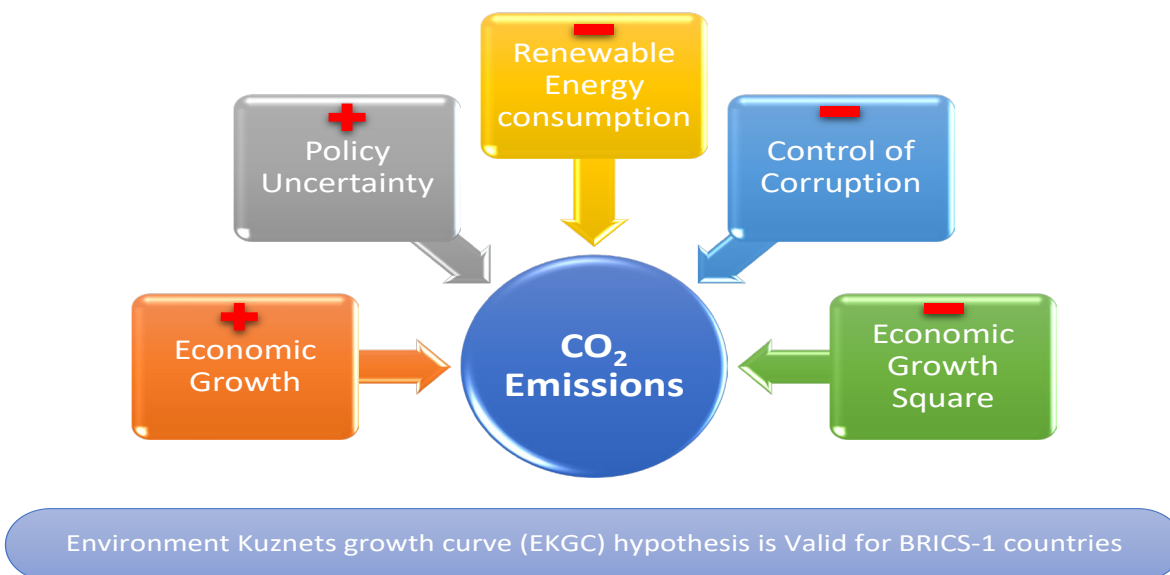 Renewable
Energy
consumption
Policy
Uncertainty
Control of
Corruption
Economic
Growth
CO₂
Emissions
Economic
Growth
Square
Environment Kuznets growth curve (EKGC) hypothesis is Valid for BRICS-1 countries